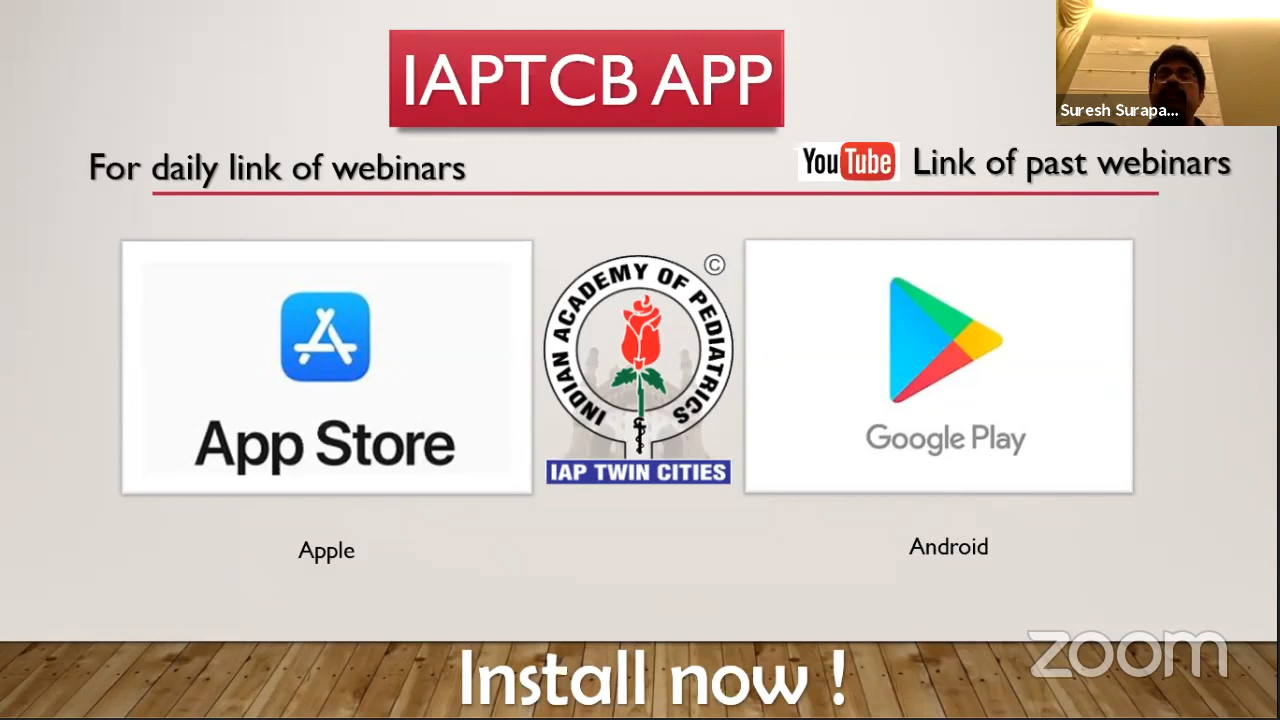 IAPTCB APP
Suresh Surapa...
For daily link of webinars
YouTube Link of past webinars
©
INDIAN ACADEMY OF PEDIATRICS
IAP TWIN CITIES
App Store
Google Play
Apple
Android
zoom
Install now !